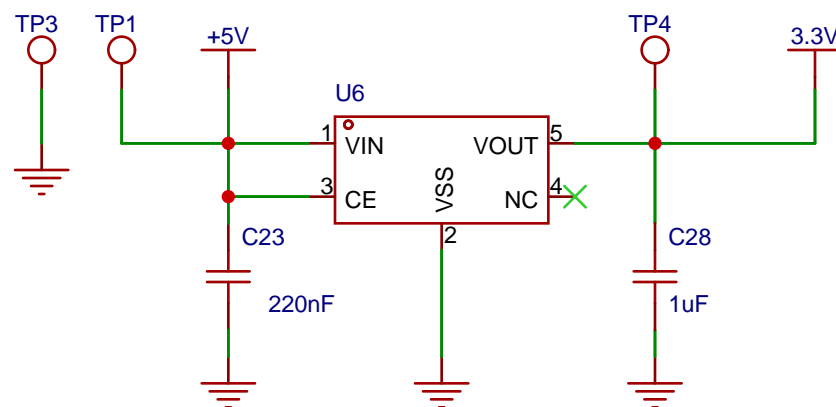 TP3
TP1
+5V
TP4
3.3V
U6
1
VIN
VOUT
5
3
CE
VSS
NC
4
2
C23
220nF
C28
1uF